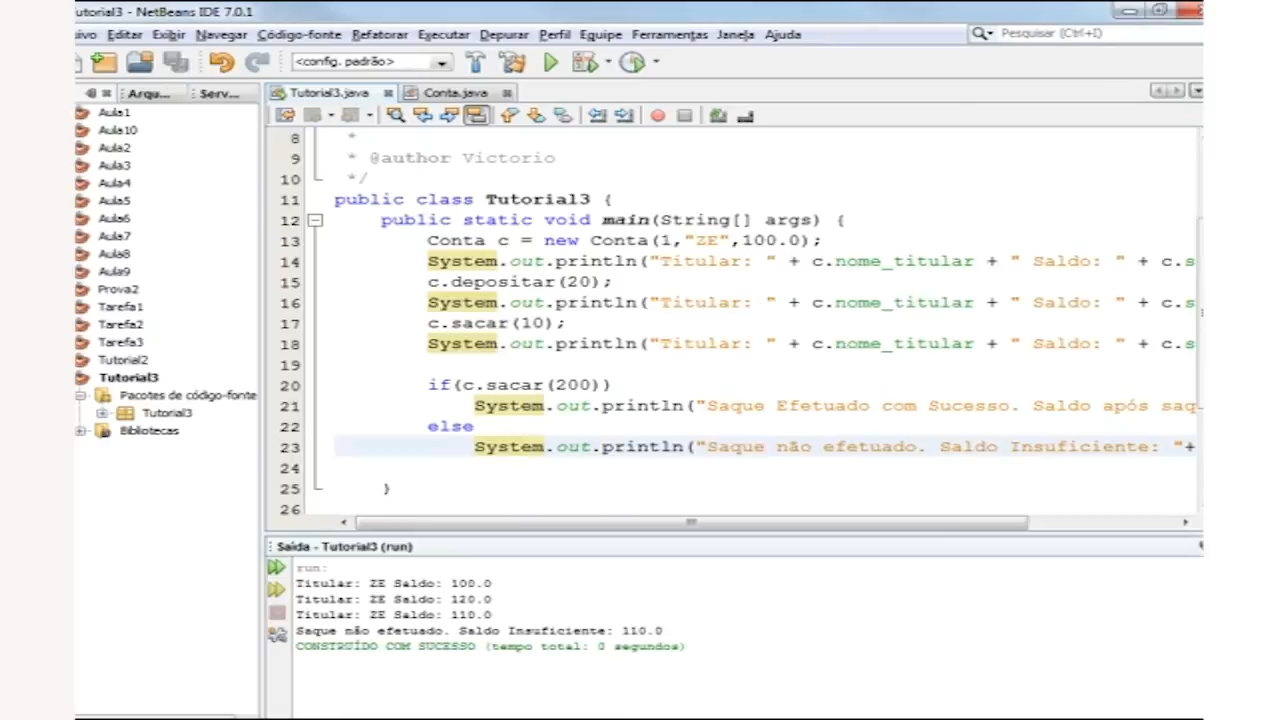 utorial3 - NetBeans IDE 7.0.1
ivo Editar Exibir Navegar Código-fonte Refatorar Executar Depurar Perfil Equipe Ferramentas Janela Ajuda
Pesquisar (Ctrl+I)
<config. padrão>
Arqu... Serv...
Tutorial3.java Conta.java
Aula1
Aula10
Aula2
Aula3
Aula4
Aula5
Aula6
Aula7
Aula8
Aula9
Prova2
Tarefa1
Tarefa2
Tarefa3
Tutorial2
Tutorial3
Pacotes de código-fonte
Tutorial3
Bibliotecas
8 *
9 * @author Victorio
10 */
11 public class Tutorial3 {
12 public static void main(String[] args) {
13 Conta c = new Conta(1,"ZE",100.0);
14 System.out.println("Titular: " + c.nome_titular + " Saldo: " + c.s
15 c.depositar(20);
16 System.out.println("Titular: " + c.nome_titular + " Saldo: " + c.s
17 c.sacar(10);
18 System.out.println("Titular: " + c.nome_titular + " Saldo: " + c.s
19
20 if(c.sacar(200))
21 System.out.println("Saque Efetuado com Sucesso. Saldo após saq
22 else
23 System.out.println("Saque não efetuado. Saldo Insuficiente: "+
24
25 }
26
Saída - Tutorial3 (run)
run:
Titular: ZE Saldo: 100.0
Titular: ZE Saldo: 120.0
Titular: ZE Saldo: 110.0
Saque não efetuado. Saldo Insuficiente: 110.0
CONSTRUÍDO COM SUCESSO (tempo total: 0 segundos)